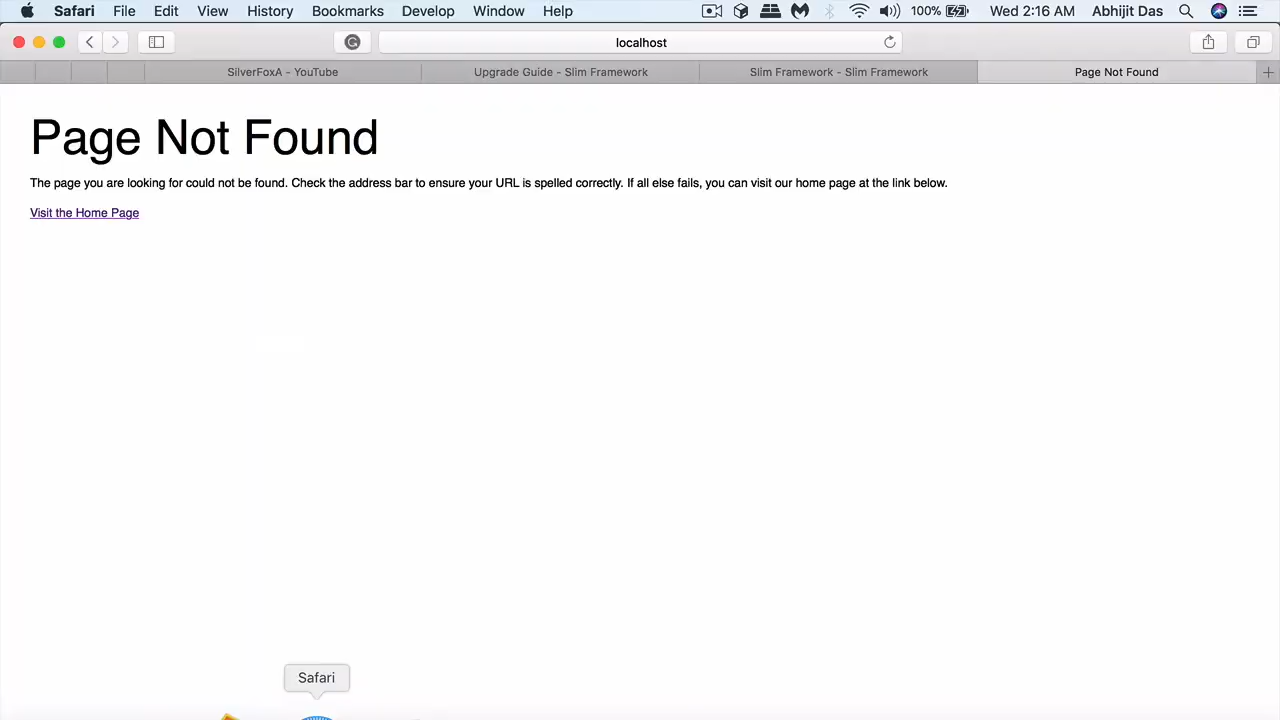 Safari File Edit View History Bookmarks Develop Window Help 100% Wed 2:16 AM Abhijit Das
localhost
SilverFoxA - YouTube Upgrade Guide - Slim Framework Slim Framework - Slim Framework Page Not Found
Page Not Found
The page you are looking for could not be found. Check the address bar to ensure your URL is spelled correctly. If all else fails, you can visit our home page at the link below.
Visit the Home Page
Safari